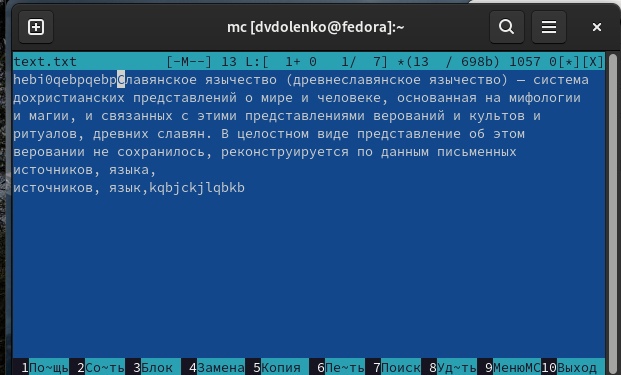 mc [dvdolenko@fedora]:~
text.txt [-M--] 13 L:[ 1+ 0 1/ 7] *(13 / 698b) 1057 0[*][X]
hebi0qebpqebpСлавянское язычество (древнеславянское язычество) — система
дохристианских представлений о мире и человеке, основанная на мифологии
и магии, и связанных с этими представлениями верований и культов и
ритуалов, древних славян. В целостном виде представление об этом
веровании не сохранилось, реконструируется по данным письменных
источников, языка,
источников, язык,kqbjckjlqbkb
1По~щь 2Со~ть 3Блок 4Замена 5Копия 6Пе~ть 7Поиск 8Уд~ть 9МенюМС 10Выход